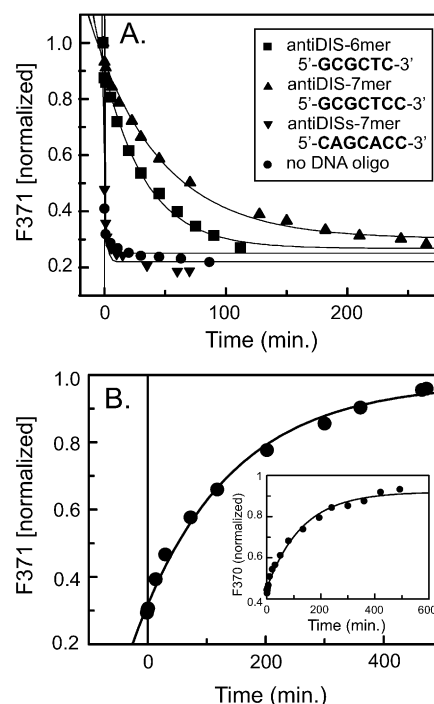 A.
antiDIS-6mer
5'-GCGCTC-3'
antiDIS-7mer
5'-GCGCTCC-3'
antiDISs-7mer
5'-CAGCACC-3'
no DNA oligo
F371 [normalized]
1.0
0.8
0.6
0.4
0.2
0 100 200
Time (min.)
B.
F371 [normalized]
1.0
0.8
0.6
0.4
0.2
0 200 400
Time (min.)
F370 (normalized)
1
0.8
0.6
0.4
0 200 400 600
Time (min.)